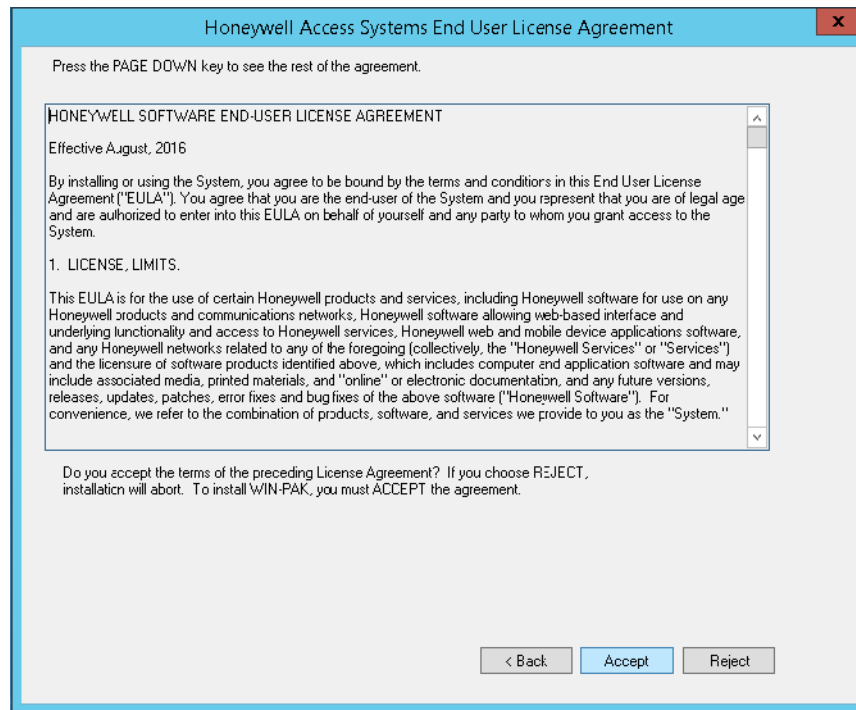 Honeywell Access Systems End User License Agreement
x
Press the PAGE DOWN key to see the rest of the agreement.
HONEYWELL SOFTWARE END-USER LICENSE AGREEMENT
Effective August, 2016
By installing or using the System, you agree to be bound by the terms and conditions in this End User License
Agreement ("EULA"). You agree that you are the end-user of the System and you represent that you are of legal age
and are authorized to enter into this EULA on behalf of yourself and any party to whom you grant access to the
System.
1. LICENSE, LIMITS.
This EULA is for the use of certain Honeywell products and services, including Honeywell software for use on any
Honeywell products and communications networks, Honeywell software allowing web-based interface and
underlying functionality and access to Honeywell services, Honeywell web and mobile device applications software,
and any Honeywell networks related to any of the foregoing (collectively, the "Honeywell Services" or "Services")
and the licensure of software products identified above, which includes computer and application software and may
include associated media, printed materials, and "online" or electronic documentation, and any future versions,
releases, updates, patches, error fixes and bug fixes of the above software ("Honeywell Software"). For
convenience, we refer to the combination of products, software, and services we provide to you as the "System."
Do you accept the terms of the preceding License Agreement? If you choose REJECT,
installation will abort. To install WIN-PAK, you must ACCEPT the agreement.
< Back
Accept
Reject